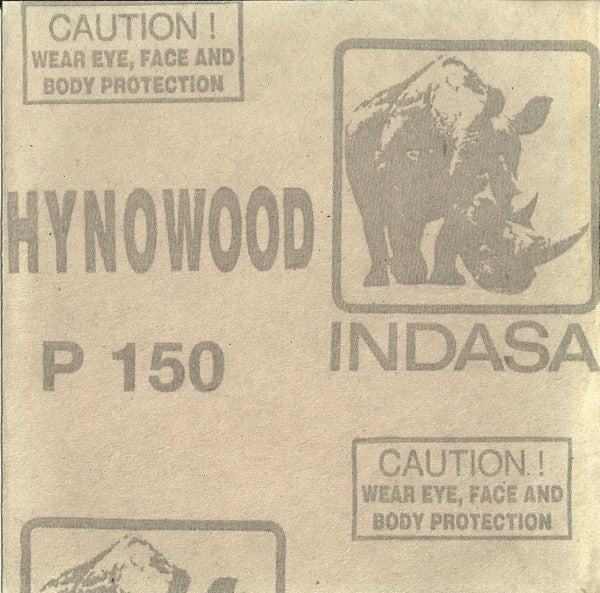 CAUTION !
WEAR EYE, FACE AND
BODY PROTECTION
HYNOWOOD
P 150
INDASA
CAUTION !
WEAR EYE, FACE AND
BODY PROTECTION